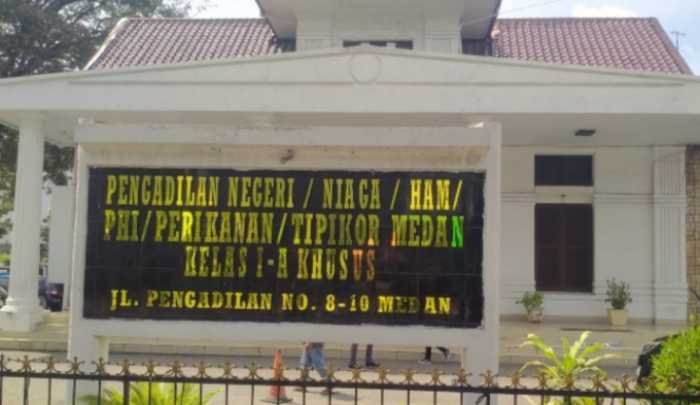 PENGADILAN NEGERI / NIAGA / HAM/
PHI/PERIKANAN/TIPIKOR MEDAN
KELAS I-A KHUSUS
JL. PENGADILAN NO. 8-10 MEDAN